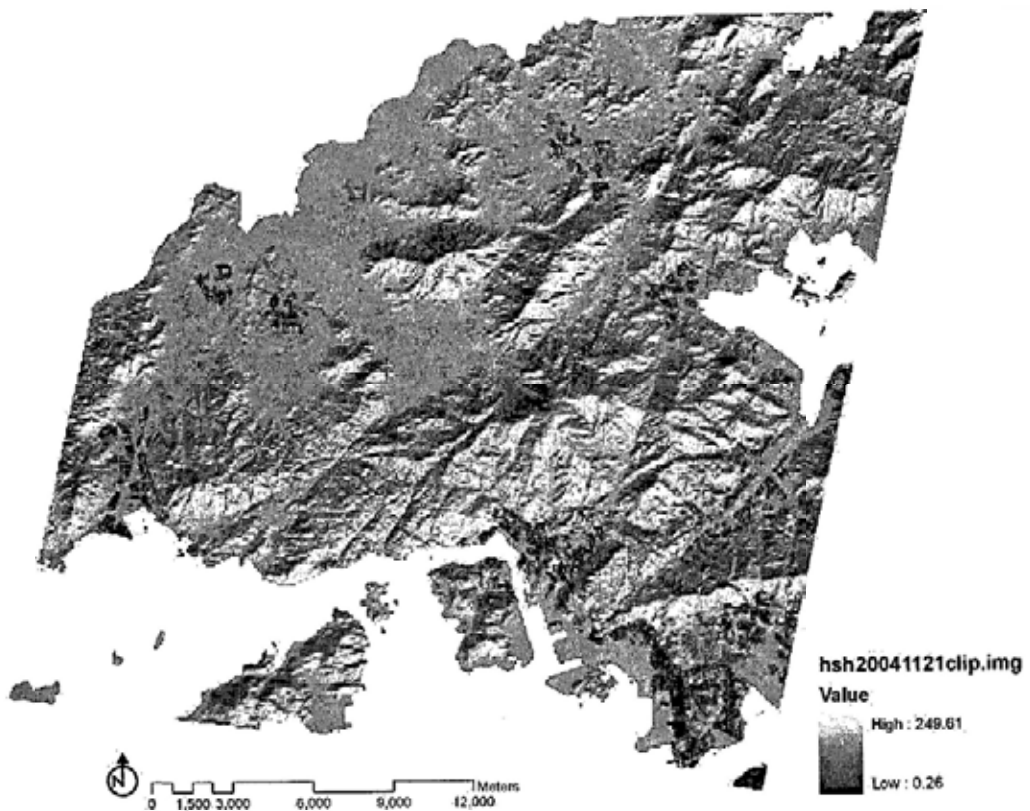 hsh20041121clip.img
Value
High : 249.61
Low : 0.26
N
Meters
0 1,500 3,000 6,000 9,000 12,000